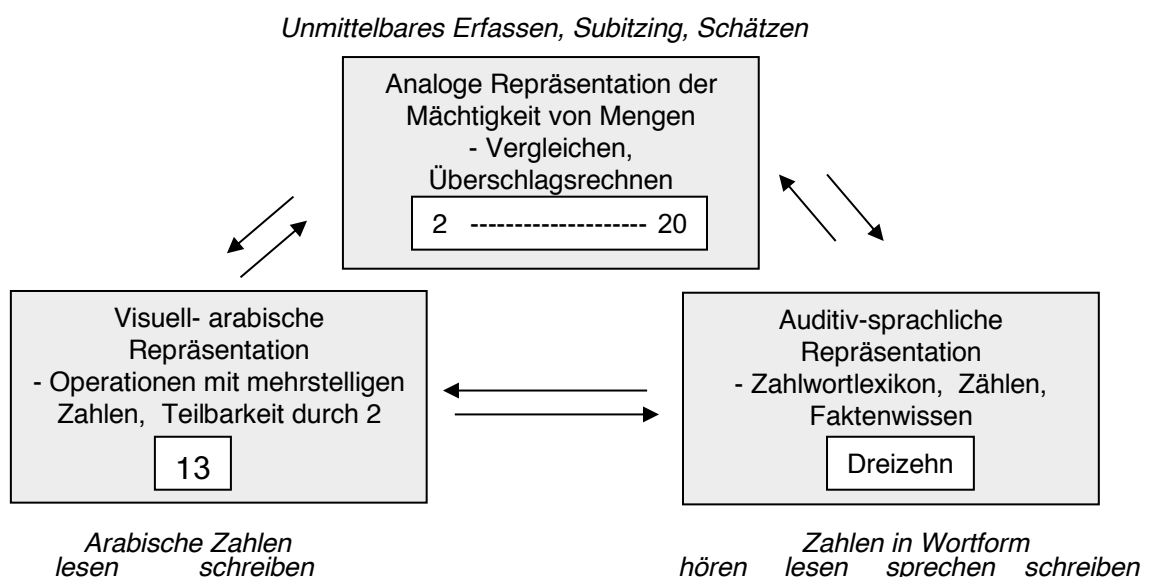 Unmittelbares Erfassen, Subitzing, Schätzen
Analoge Repräsentation der
Mächtigkeit von Mengen
- Vergleichen,
Überschlagsrechnen
2 -------------------- 20
Visuell- arabische
Repräsentation
- Operationen mit mehrstelligen
Zahlen, Teilbarkeit durch 2
13
Auditiv-sprachliche
Repräsentation
- Zahlwortlexikon, Zählen,
Faktenwissen
Dreizehn
Arabische Zahlen
lesen schreiben
Zahlen in Wortform
hören lesen sprechen schreiben